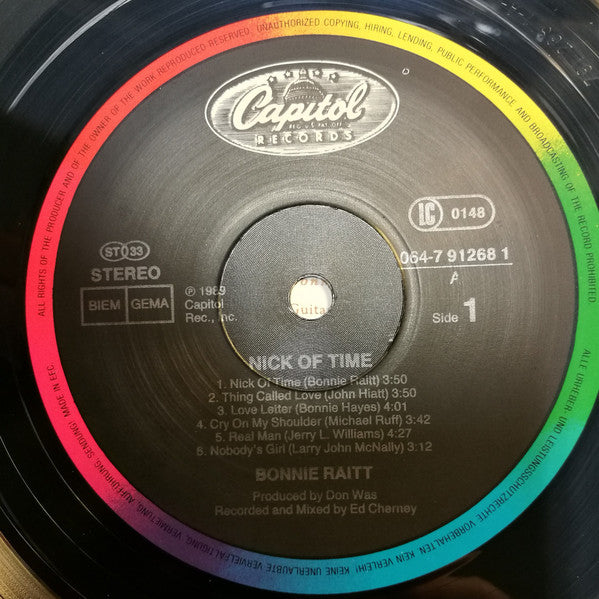 ALL RIGHTS OF THE PRODUCER AND OF THE OWNER OF THE WORK REPRODUCED RESERVED. UNAUTHORIZED COPYING, HIRING, LENDING, PUBLIC PERFORMANCE AND BROADCASTING OF THE RECORD PROHIBITED.
Capitol
RECORDS
LC 0148
ST 33
STEREO
064-7 91268 1
A
BIEM GEMA
℗ 1989
Capitol
Rec., Inc.
Side 1
NICK OF TIME
1. Nick Of Time (Bonnie Raitt) 3:50
2. Thing Called Love (John Hiatt) 3:50
3. Love Letter (Bonnie Hayes) 4:01
4. Cry On My Shoulder (Michael Ruff) 3:42
5. Real Man (Jerry L. Williams) 4:27
6. Nobody's Girl (Larry John McNally) 3:12
BONNIE RAITT
Produced by Don Was
Recorded and Mixed by Ed Cherney
ALLE URHEBER- UND LEISTUNGSSCHUTZRECHTE VORBEHALTEN. KEIN VERLEIH! KEINE UNERLAUBTE VERVIELFÄLTIGUNG, VERMIETUNG, AUFFÜHRUNG, SENDUNG! MADE IN EEC.